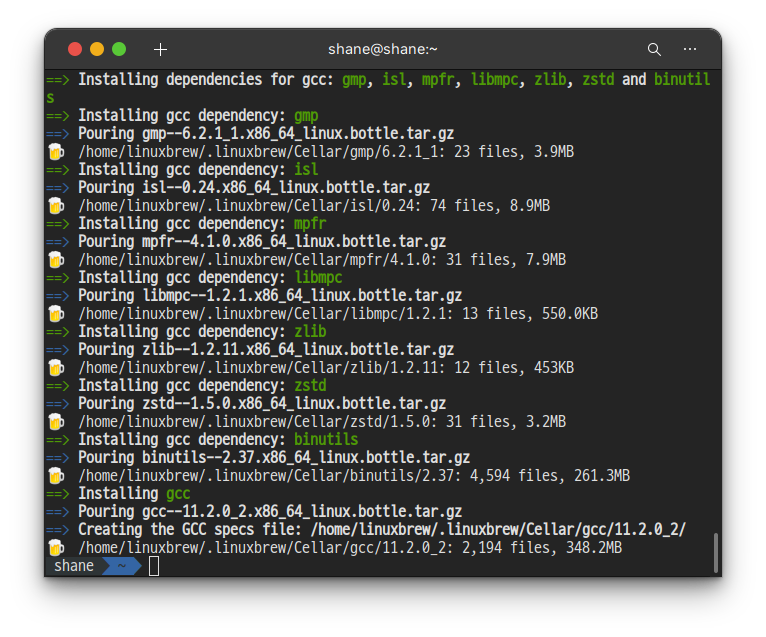 shane@shane:~
==> Installing dependencies for gcc: gmp, isl, mpfr, libmpc, zlib, zstd and binutil
s
==> Installing gcc dependency: gmp
==> Pouring gmp--6.2.1_1.x86_64_linux.bottle.tar.gz
🍺 /home/linuxbrew/.linuxbrew/Cellar/gmp/6.2.1_1: 23 files, 3.9MB
==> Installing gcc dependency: isl
==> Pouring isl--0.24.x86_64_linux.bottle.tar.gz
🍺 /home/linuxbrew/.linuxbrew/Cellar/isl/0.24: 74 files, 8.9MB
==> Installing gcc dependency: mpfr
==> Pouring mpfr--4.1.0.x86_64_linux.bottle.tar.gz
🍺 /home/linuxbrew/.linuxbrew/Cellar/mpfr/4.1.0: 31 files, 7.9MB
==> Installing gcc dependency: libmpc
==> Pouring libmpc--1.2.1.x86_64_linux.bottle.tar.gz
🍺 /home/linuxbrew/.linuxbrew/Cellar/libmpc/1.2.1: 13 files, 550.0KB
==> Installing gcc dependency: zlib
==> Pouring zlib--1.2.11.x86_64_linux.bottle.tar.gz
🍺 /home/linuxbrew/.linuxbrew/Cellar/zlib/1.2.11: 12 files, 453KB
==> Installing gcc dependency: zstd
==> Pouring zstd--1.5.0.x86_64_linux.bottle.tar.gz
🍺 /home/linuxbrew/.linuxbrew/Cellar/zstd/1.5.0: 31 files, 3.2MB
==> Installing gcc dependency: binutils
==> Pouring binutils--2.37.x86_64_linux.bottle.tar.gz
🍺 /home/linuxbrew/.linuxbrew/Cellar/binutils/2.37: 4,594 files, 261.3MB
==> Installing gcc
==> Pouring gcc--11.2.0_2.x86_64_linux.bottle.tar.gz
==> Creating the GCC specs file: /home/linuxbrew/.linuxbrew/Cellar/gcc/11.2.0_2/
🍺 /home/linuxbrew/.linuxbrew/Cellar/gcc/11.2.0_2: 2,194 files, 348.2MB
shane ~